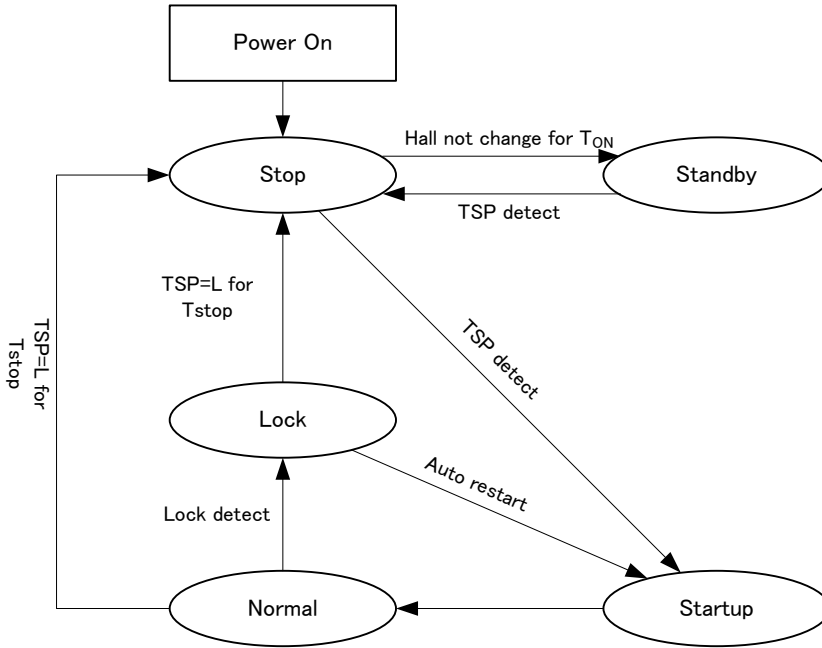 Power On
Hall not change for TON
Stop
Standby
TSP detect
TSP=L for
Tstop
TSP=L for
Tstop
TSP detect
Lock
Auto restart
Lock detect
Normal
Startup